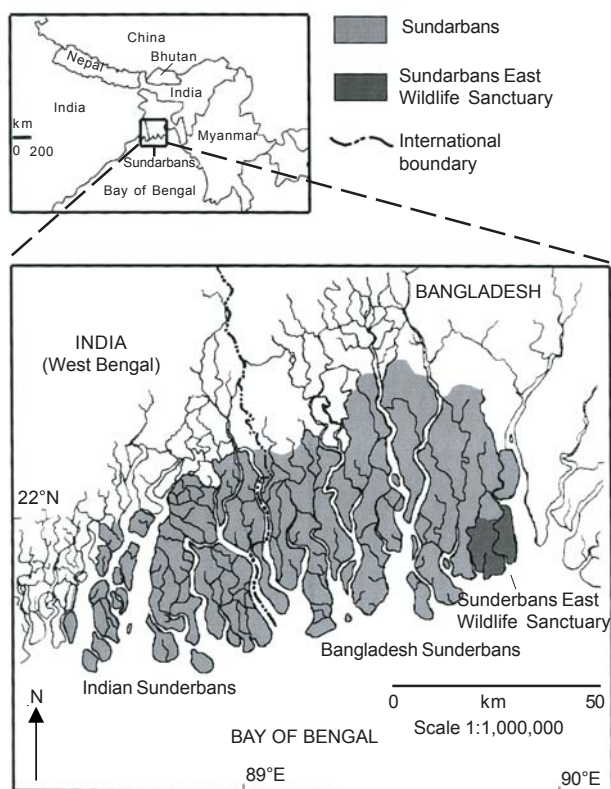 China
Bhutan
Nepal
India
India
km
0 200
Myanmar
Sundarbans
Bay of Bengal
Sundarbans
Sundarbans East
Wildlife Sanctuary
International
boundary
BANGLADESH
INDIA
(West Bengal)
22°N
Sunderbans East
Wildlife Sanctuary
Bangladesh Sunderbans
Indian Sunderbans
0 km 50
Scale 1:1,000,000
N
BAY OF BENGAL
89°E
90°E